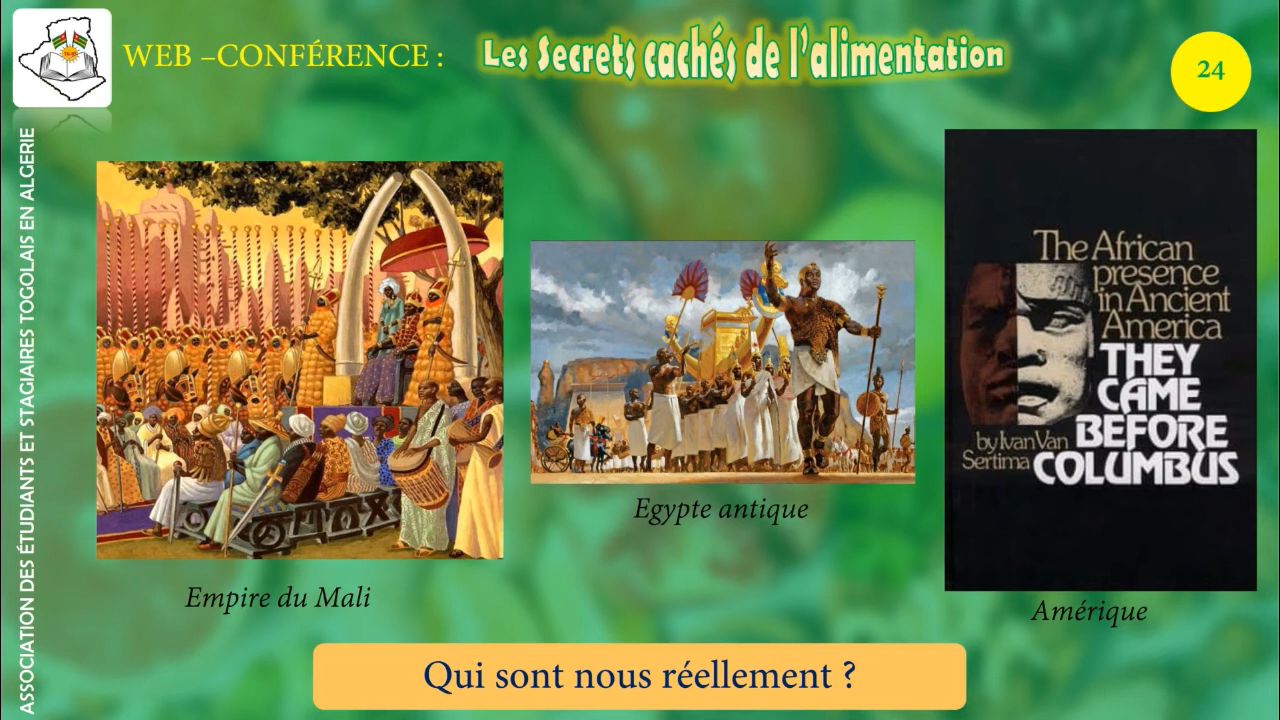 WEB –CONFÉRENCE :
Les Secrets cachés de l’alimentation
24
ASSOCIATION DES ÉTUDIANTS ET STAGIAIRES TOGOLAIS EN ALGERIE
The African
presence
in Ancient
America
THEY
CAME
BEFORE
COLUMBUS
by Ivan Van
Sertima
Empire du Mali
Egypte antique
Amérique
Qui sont nous réellement ?